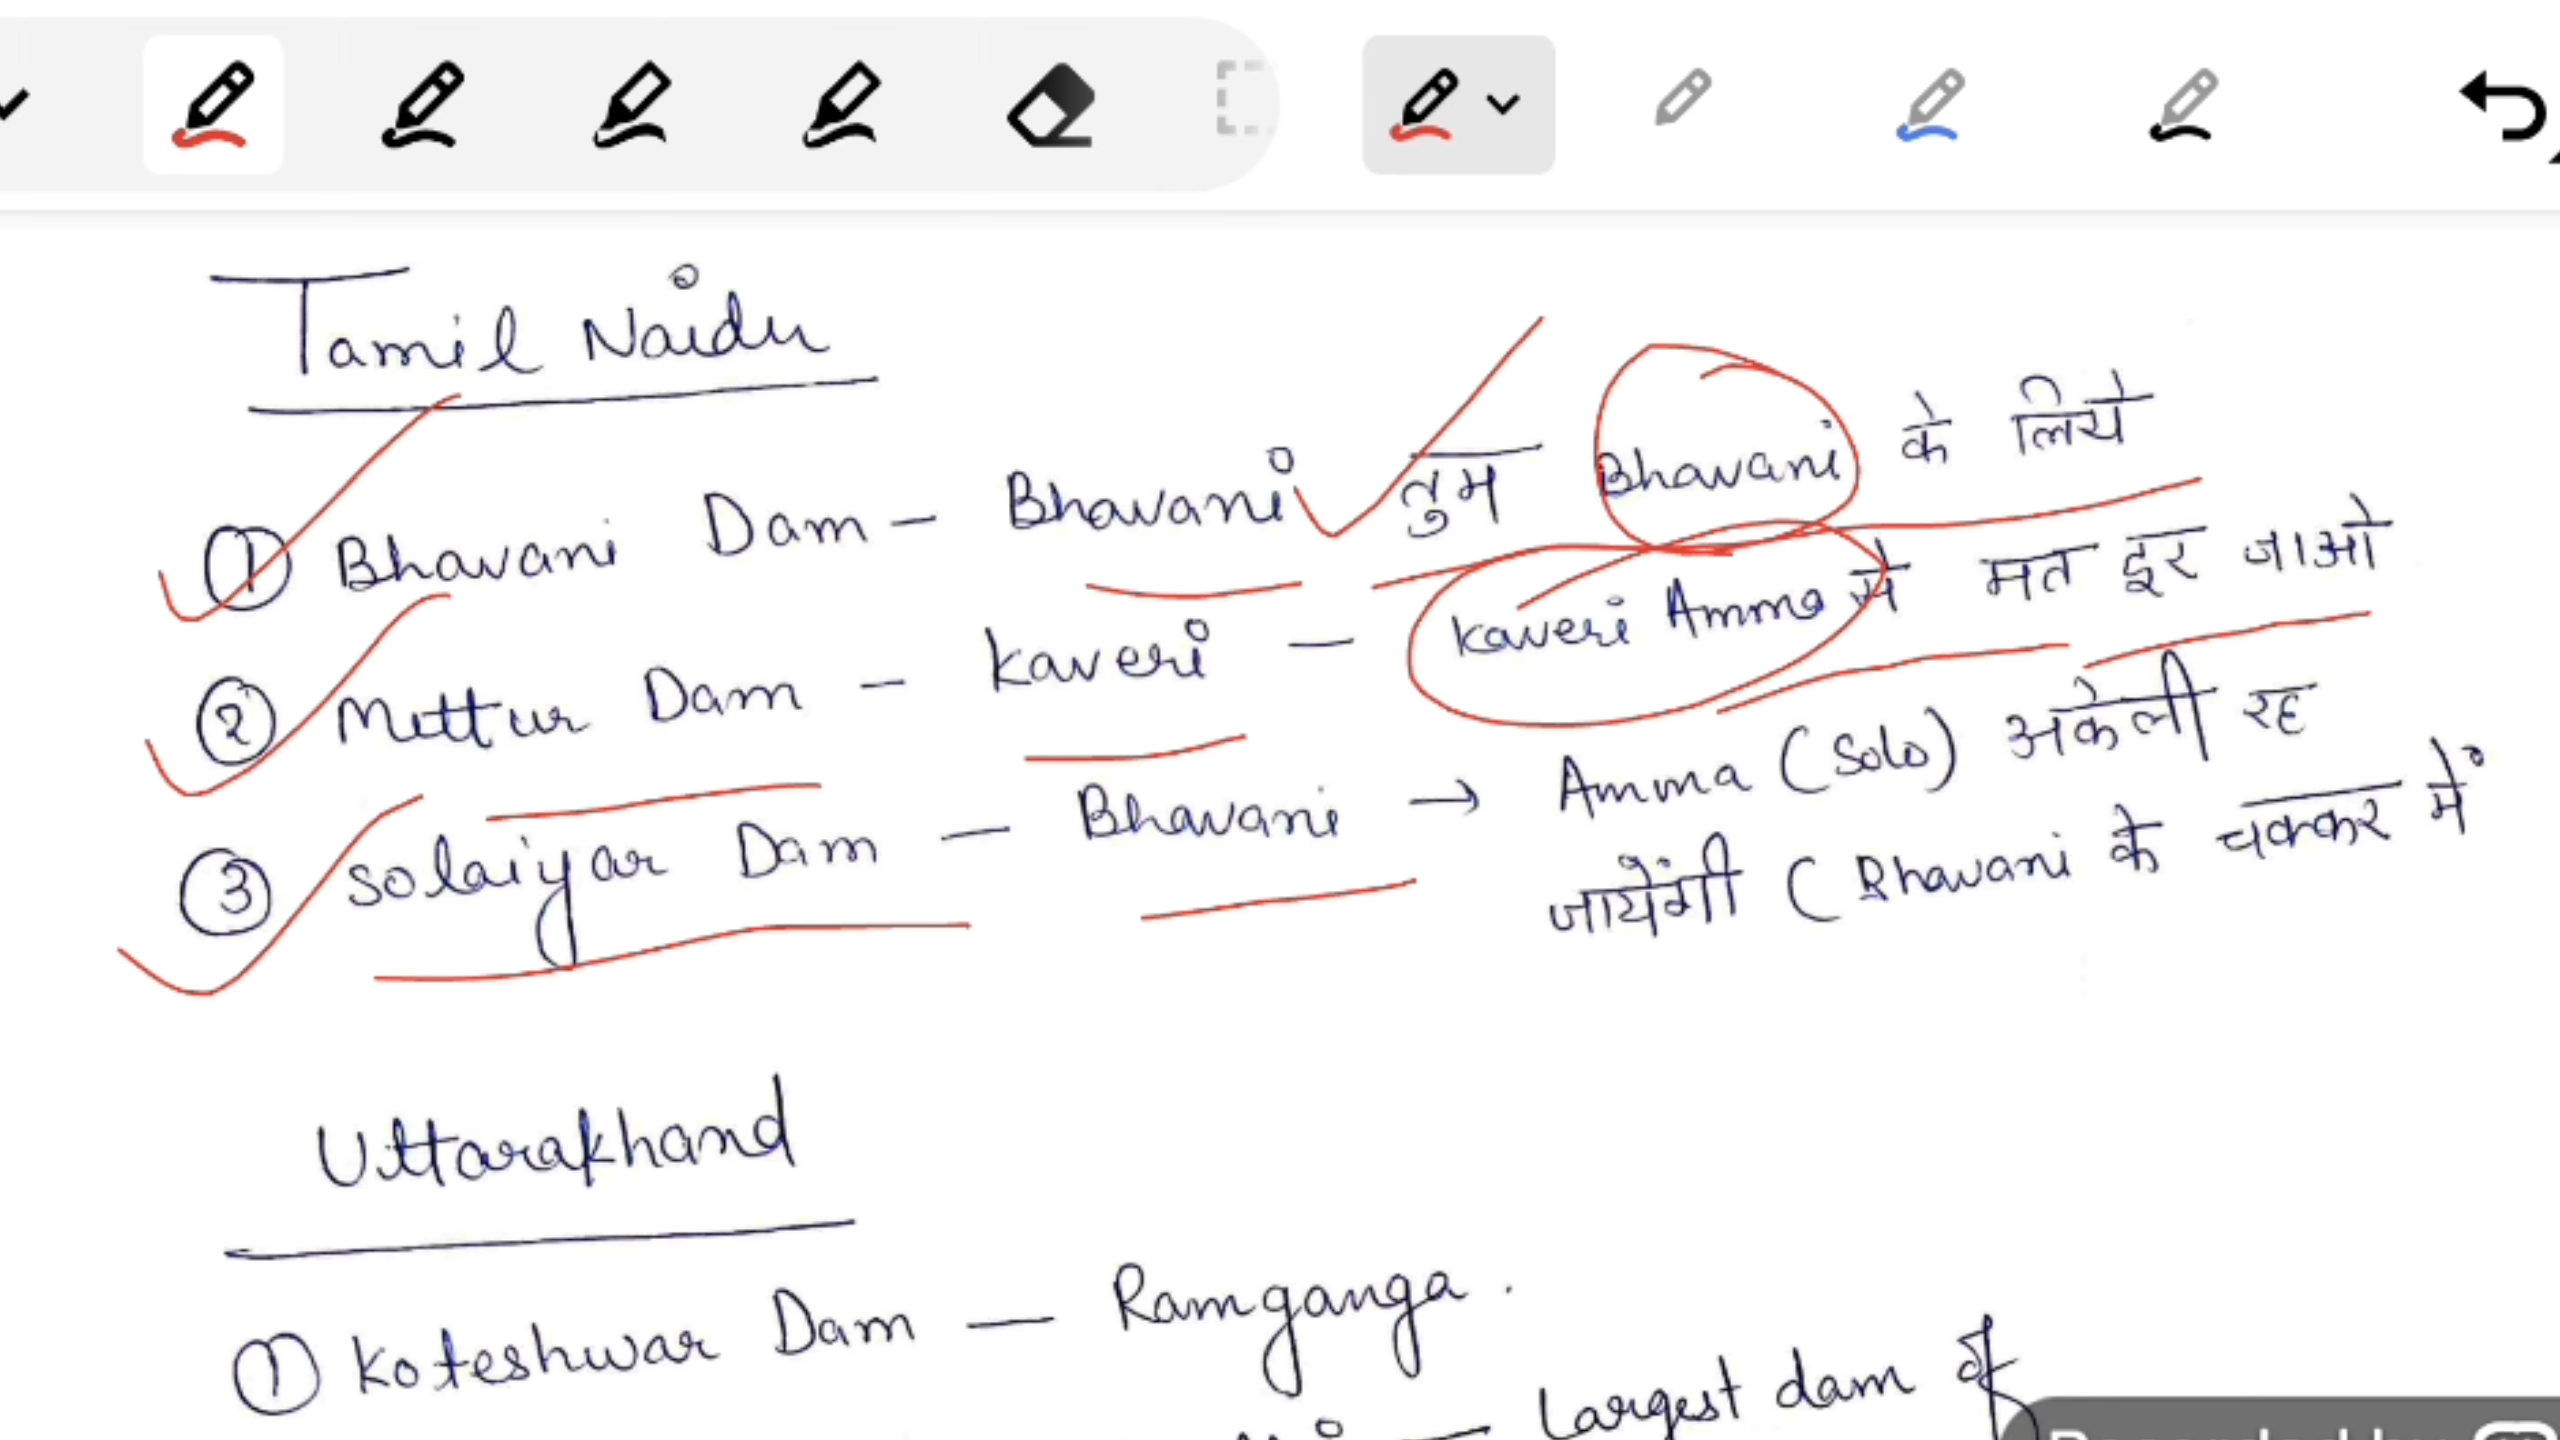 Tamil Naidu
① Bhavani Dam - Bhavani तुम Bhavani के लिये
② Mettur Dam - Kaveri - Kaveri Amma से मत दूर जाओ
③ Solaiyar Dam - Bhavani → Amma (Solo) अकेली रह
जायेंगी ( Bhavani के चक्कर में
Uttarakhand
① Koteshwar Dam - Ramganga.
- Largest dam of